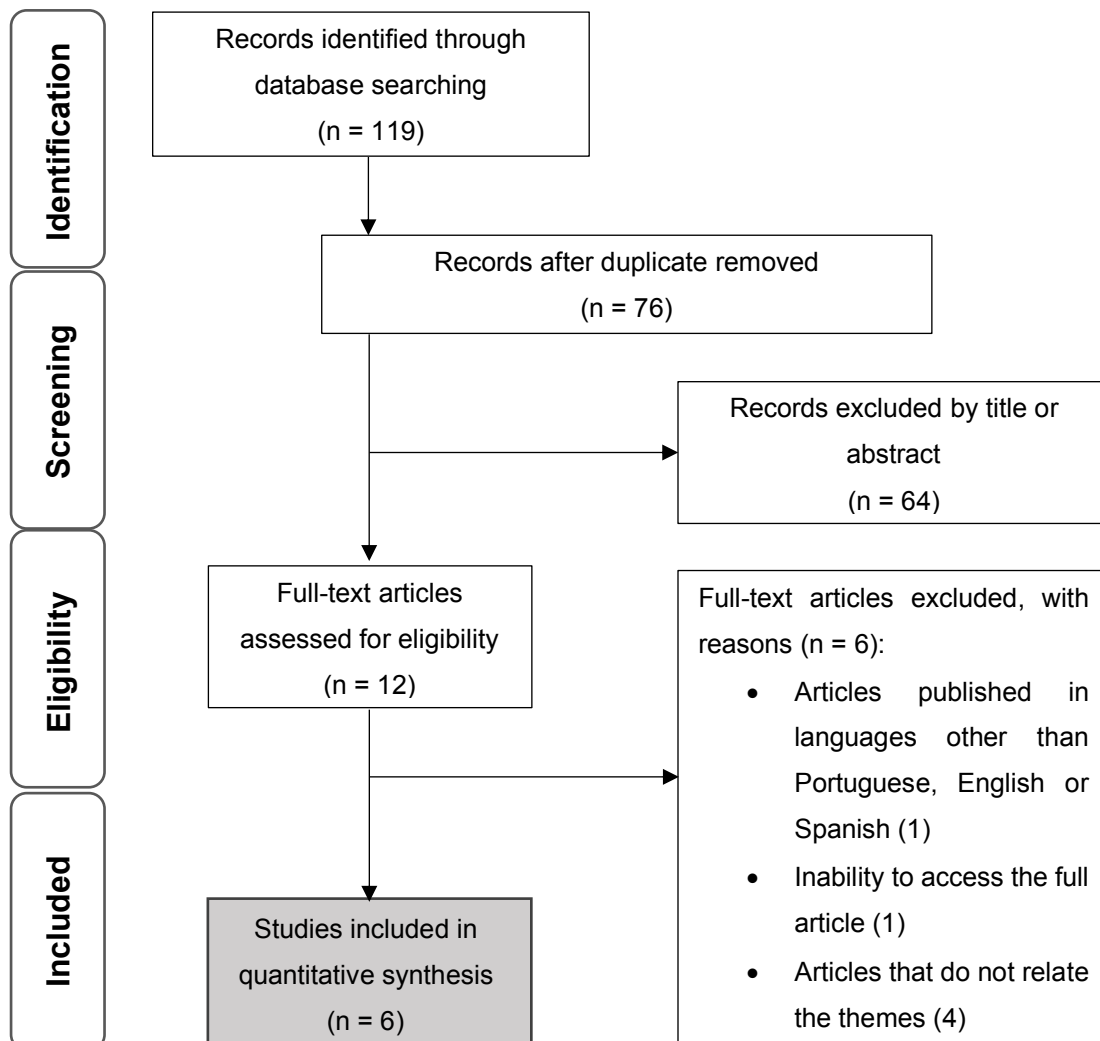 Identification
Records identified through
database searching
(n = 119)
Records after duplicate removed
(n = 76)
Screening
Records excluded by title or
abstract
(n = 64)
Eligibility
Full-text articles
assessed for eligibility
(n = 12)
Full-text articles excluded, with
reasons (n = 6):
• Articles published in
languages other than
Portuguese, English or
Spanish (1)
• Inability to access the full
article (1)
• Articles that do not relate
the themes (4)
Included
Studies included in
quantitative synthesis
(n = 6)